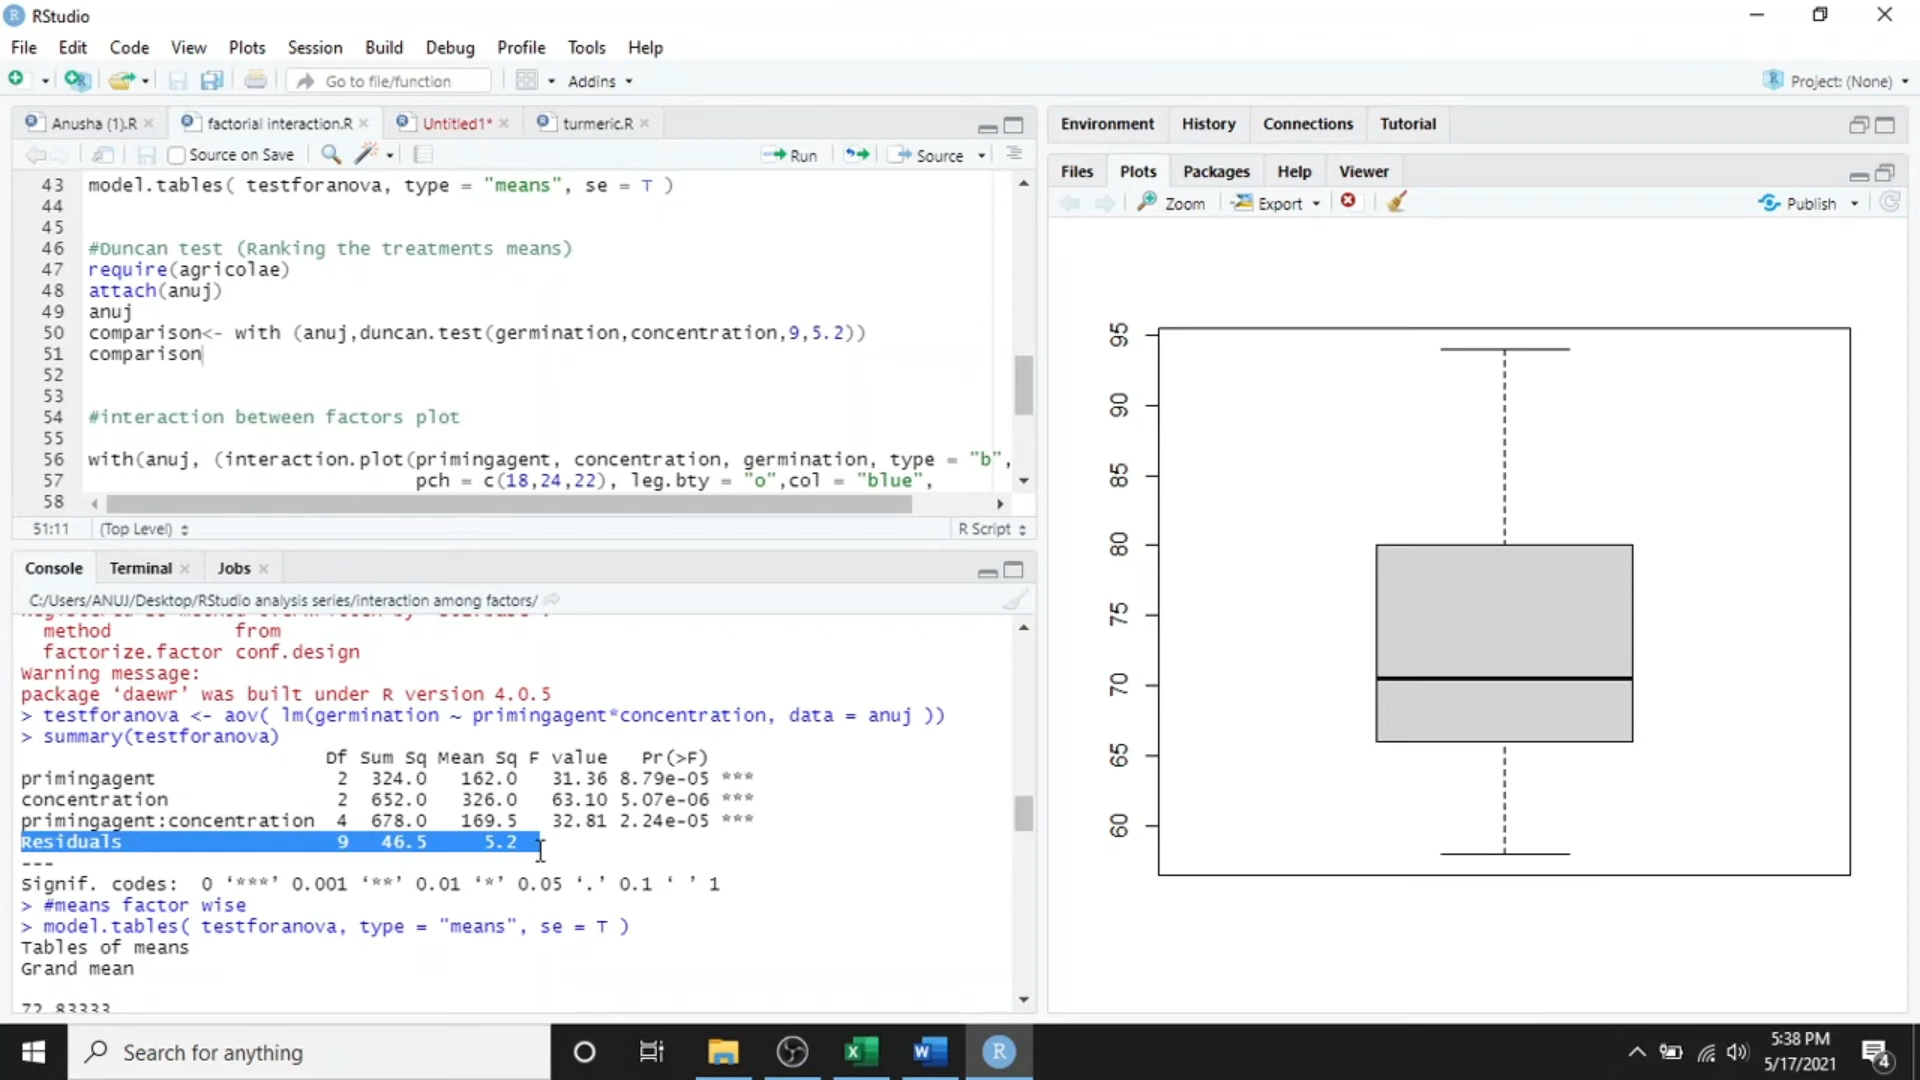 RStudio
File Edit Code View Plots Session Build Debug Profile Tools Help
Go to file/function Addins Project: (None)
Anusha (1).R factorial interaction.R Untitled1* turmeric.R
Source on Save Run Source
43 model.tables( testforanova, type = "means", se = T )
44
45
46 #Duncan test (Ranking the treatments means)
47 require(agricolae)
48 attach(anuj)
49 anuj
50 comparison<- with (anuj,duncan.test(germination,concentration,9,5.2))
51 comparison
52
53
54 #interaction between factors plot
55
56 with(anuj, (interaction.plot(primingagent, concentration, germination, type = "b",
57 pch = c(18,24,22), leg.bty = "o",col = "blue",
58
51:11 (Top Level) R Script
Console Terminal Jobs
C:/Users/ANUJ/Desktop/RStudio analysis series/interaction among factors/
method from
factorize.factor conf.design
Warning message:
package ‘daewr’ was built under R version 4.0.5
> testforanova <- aov( lm(germination ~ primingagent*concentration, data = anuj ))
> summary(testforanova)
Df Sum Sq Mean Sq F value Pr(>F)
primingagent 2 324.0 162.0 31.36 8.79e-05 ***
concentration 2 652.0 326.0 63.10 5.07e-06 ***
primingagent:concentration 4 678.0 169.5 32.81 2.24e-05 ***
Residuals 9 46.5 5.2
---
Signif. codes: 0 ‘***’ 0.001 ‘**’ 0.01 ‘*’ 0.05 ‘.’ 0.1 ‘ ’ 1
> #means factor wise
> model.tables( testforanova, type = "means", se = T )
Tables of means
Grand mean
72.83333
Environment History Connections Tutorial
Files Plots Packages Help Viewer
Zoom Export Publish
95
90
85
80
75
70
65
60
Search for anything
5:38 PM
5/17/2021
4